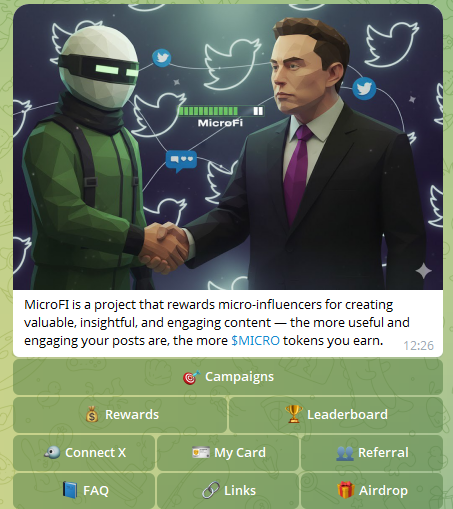 MicroFi
MicroFI is a project that rewards micro-influencers for creating
valuable, insightful, and engaging content — the more useful and
engaging your posts are, the more $MICRO tokens you earn.
12:26
🎯 Campaigns
💰 Rewards
🏆 Leaderboard
🐦 Connect X
🪪 My Card
👥 Referral
📘 FAQ
🔗 Links
🎁 Airdrop